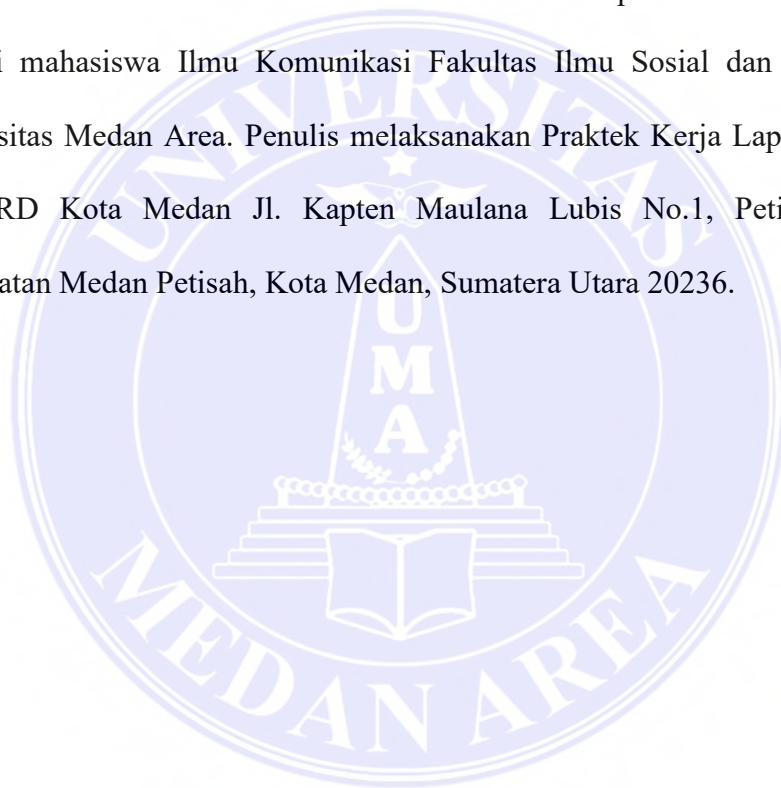 i mahasiswa Ilmu Komunikasi Fakultas Ilmu Sosial dan
sitas Medan Area. Penulis melaksanakan Praktek Kerja Lap
RD Kota Medan Jl. Kapten Maulana Lubis No.1, Peti
atan Medan Petisah, Kota Medan, Sumatera Utara 20236.
UNIVERSITAS
UMA
MEDAN AREA